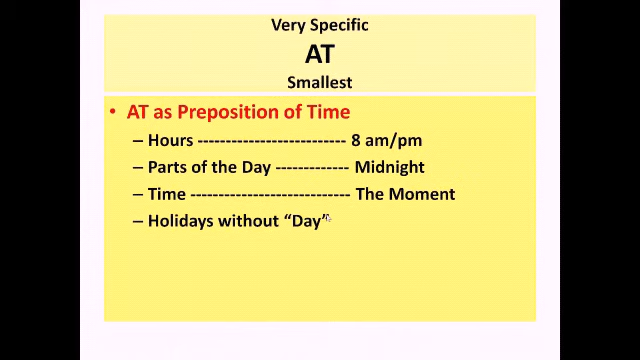 Very Specific
AT
Smallest
• AT as Preposition of Time
– Hours -------------------------- 8 am/pm
– Parts of the Day ------------- Midnight
– Time ---------------------------- The Moment
– Holidays without “Day”